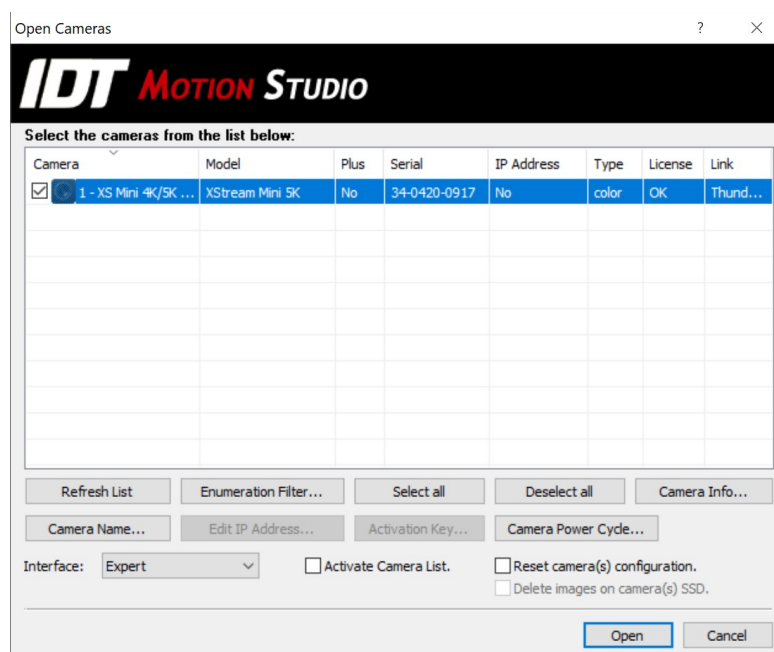 Open Cameras ? ×
IDT MOTION STUDIO
Select the cameras from the list below:
Camera Model Plus Serial IP Address Type License Link
1 - XS Mini 4K/5K ... XStream Mini 5K No 34-0420-0917 No color OK Thund...
Refresh List Enumeration Filter... Select all Deselect all Camera Info...
Camera Name... Edit IP Address... Activation Key... Camera Power Cycle...
Interface: Expert Activate Camera List. Reset camera(s) configuration.
Delete images on camera(s) SSD.
Open Cancel